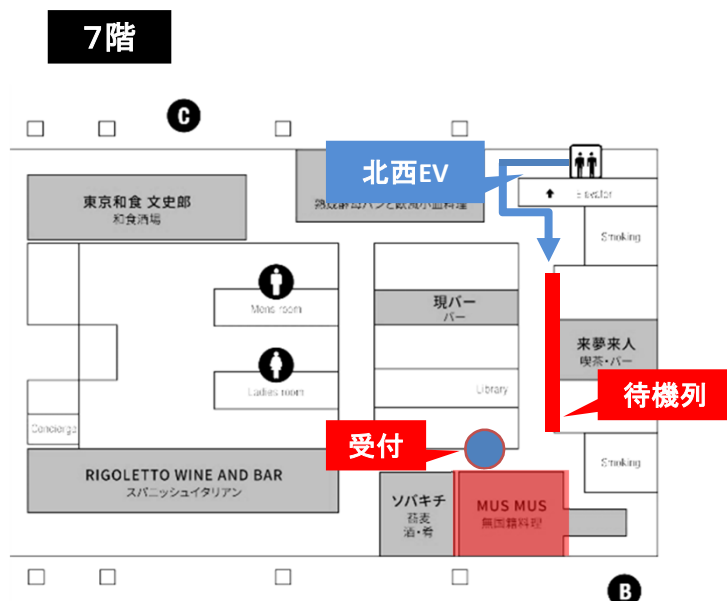 7階
C
北西EV
東京和食 文史郎
和食酒場
Elevator
Smoking
Mens room
現バー
バー
来夢来人
喫茶・バー
Ladies room
Library
待機列
Concierge
受付
Smoking
RIGOLETTO WINE AND BAR
スパニッシュイタリアン
ソバキチ
蕎麦
酒・肴
MUS MUS
無国籍料理
B